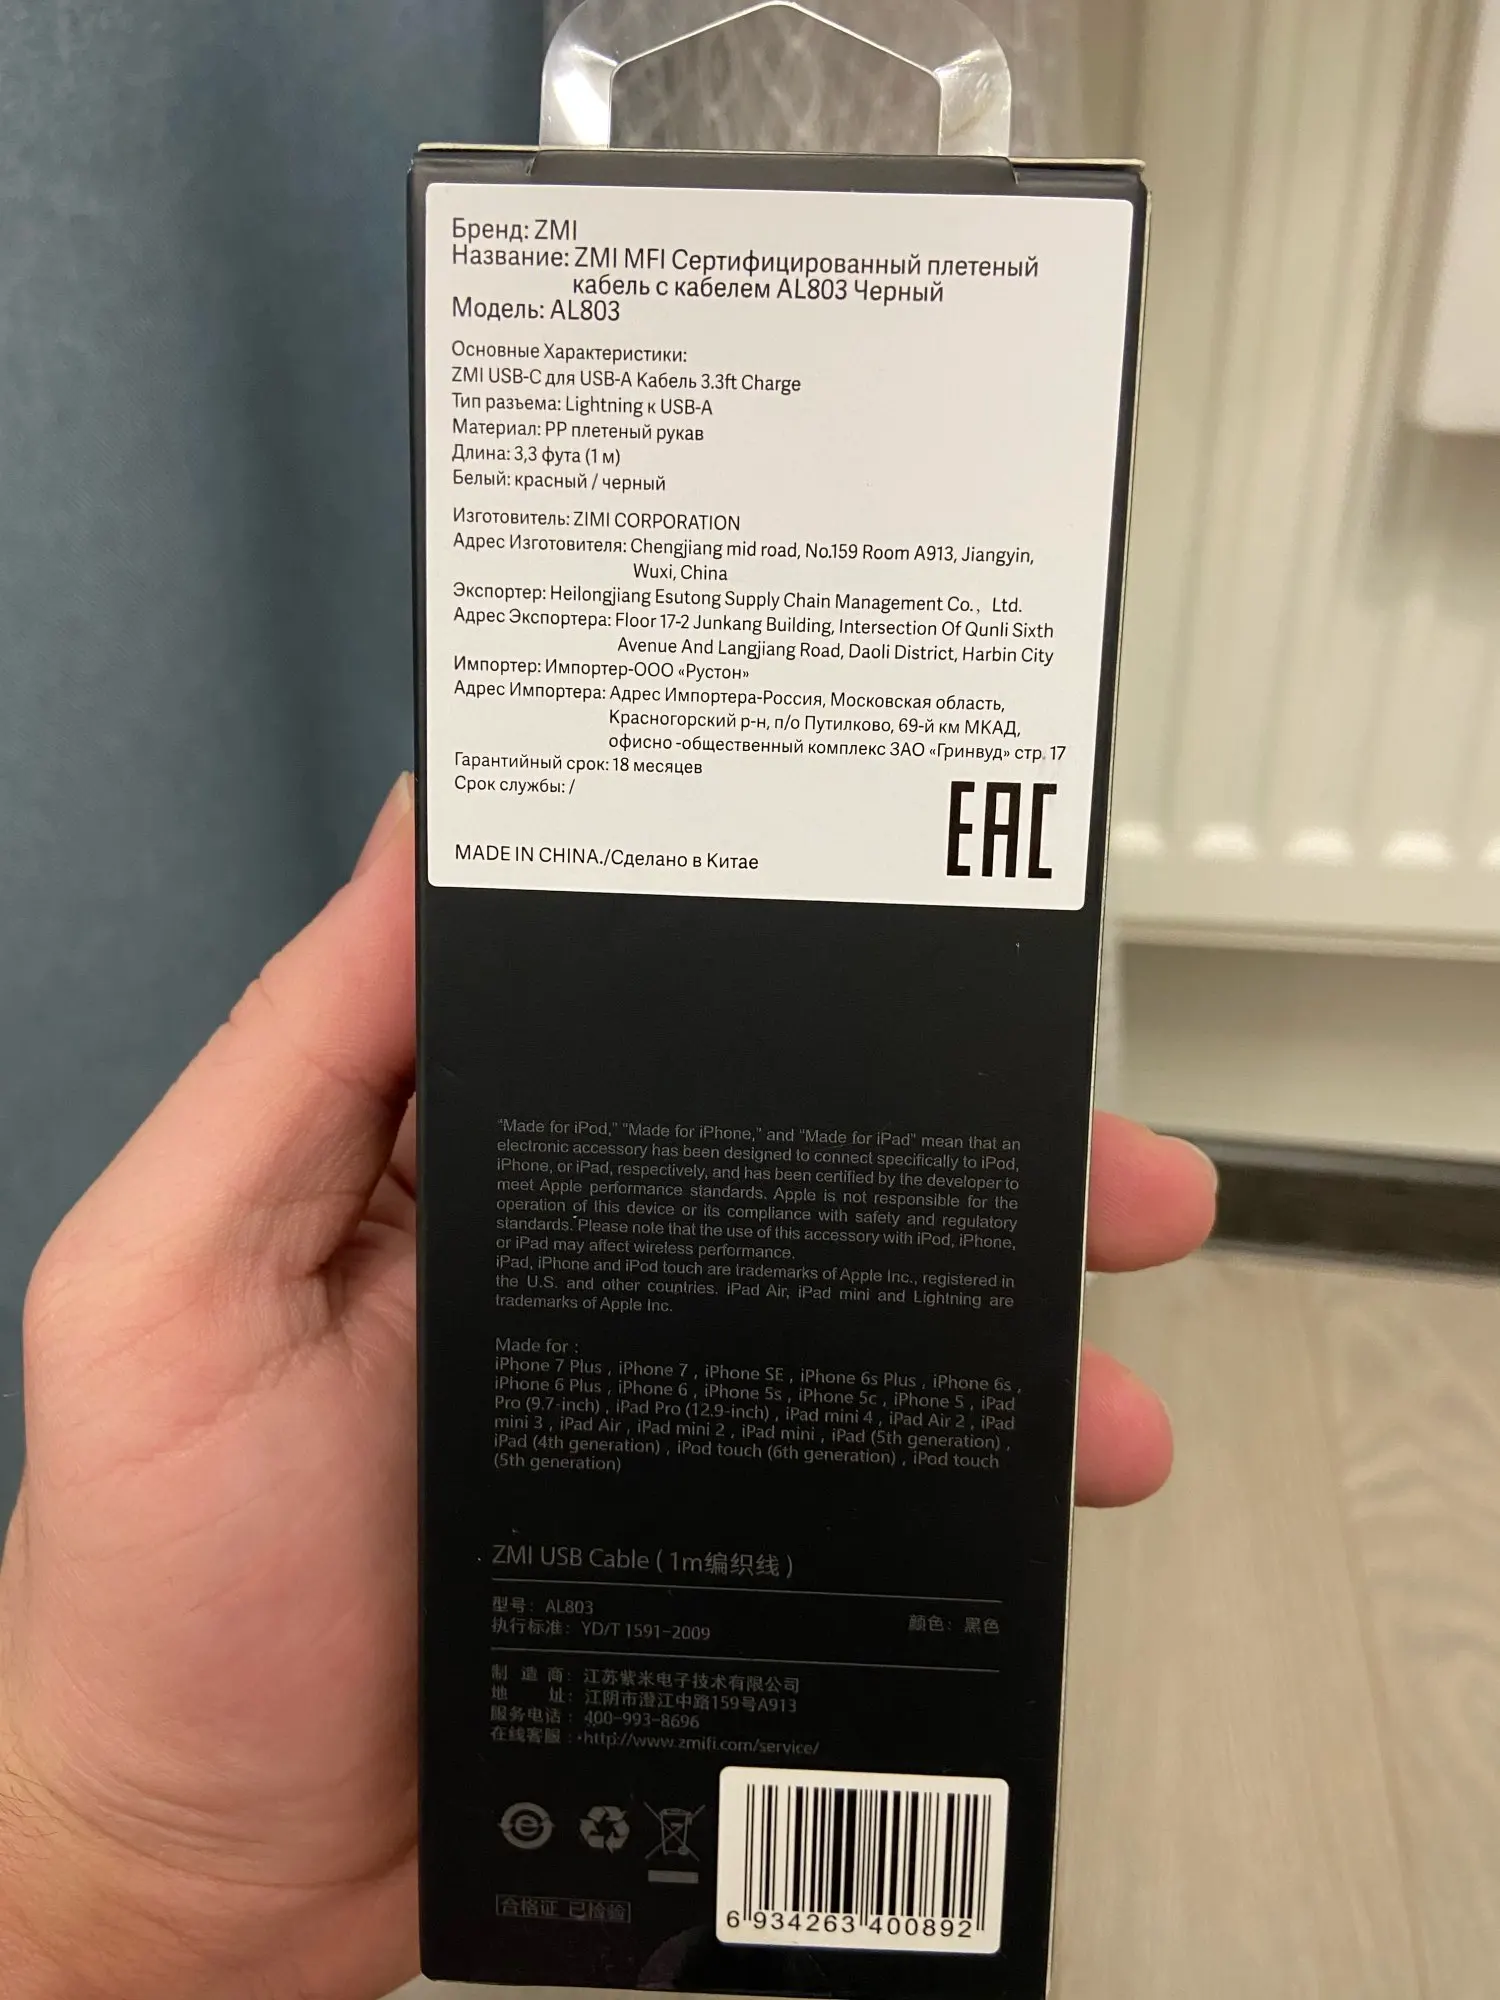 Бренд: ZMI
Название: ZMI MFI Сертифицированный плетеный
кабель с кабелем AL803 Черный
Модель: AL803
Основные Характеристики:
ZMI USB-C для USB-A Кабель 3.3ft Charge
Тип разъема: Lightning к USB-A
Материал: PP плетеный рукав
Длина: 3,3 фута (1 м)
Белый: красный / черный
Изготовитель: ZIMI CORPORATION
Адрес Изготовителя: Chengjiang mid road, No.159 Room A913, Jiangyin,
Wuxi, China
Экспортер: Heilongjiang Esutong Supply Chain Management Co.,  Ltd.
Адрес Экспортера: Floor 17-2 Junkang Building, Intersection Of Qunli Sixth
Avenue And Langjiang Road, Daoli District, Harbin City
Импортер: Импортер-ООО «Рустон»
Адрес Импортера: Адрес Импортера-Россия, Московская область,
Красногорский р-н, п/о Путилково, 69-й км МКАД,
офисно -общественный комплекс ЗАО «Гринвуд» стр. 17
Гарантийный срок: 18 месяцев
Срок службы: /
EAC
MADE IN CHINA./Сделано в Китае
“Made for iPod,” “Made for iPhone,” and “Made for iPad” mean that an
electronic accessory has been designed to connect specifically to iPod,
iPhone, or iPad, respectively, and has been certified by the developer to
meet Apple performance standards. Apple is not responsible for the
operation of this device or its compliance with safety and regulatory
standards. Please note that the use of this accessory with iPod, iPhone,
or iPad may affect wireless performance.
iPad, iPhone and iPod touch are trademarks of Apple Inc., registered in
the U.S. and other countries. iPad Air, iPad mini and Lightning are
trademarks of Apple Inc.
Made for :
iPhone 7 Plus , iPhone 7 , iPhone SE , iPhone 6s Plus , iPhone 6s ,
iPhone 6 Plus , iPhone 6 , iPhone 5s , iPhone 5c , iPhone 5 , iPad
Pro (9.7-inch) , iPad Pro (12.9-inch) , iPad mini 4 , iPad Air 2 , iPad
mini 3 , iPad Air , iPad mini 2 , iPad mini , iPad (5th generation) ,
iPad (4th generation) , iPod touch (6th generation) , iPod touch
(5th generation)
ZMI USB Cable ( 1m编织线 )
型号: AL803
颜色: 黑色
执行标准: YD/T 1591-2009
制造商: 江苏紫米电子技术有限公司
地址: 江阴市澄江中路159号A913
服务电话: 400-993-8696
在线客服: http://www.zmifi.com/service/
合格证 已检验
6 934263 400892